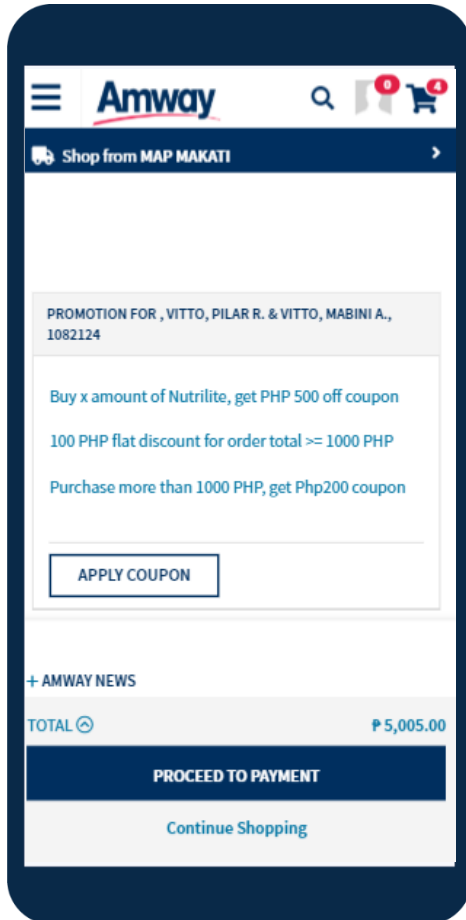 Amway
0
4
Shop from MAP MAKATI
PROMOTION FOR , VITTO, PILAR R. & VITTO, MABINI A.,
1082124
Buy x amount of Nutrilite, get PHP 500 off coupon
100 PHP flat discount for order total >= 1000 PHP
Purchase more than 1000 PHP, get Php200 coupon
APPLY COUPON
+ AMWAY NEWS
TOTAL ₱ 5,005.00
PROCEED TO PAYMENT
Continue Shopping